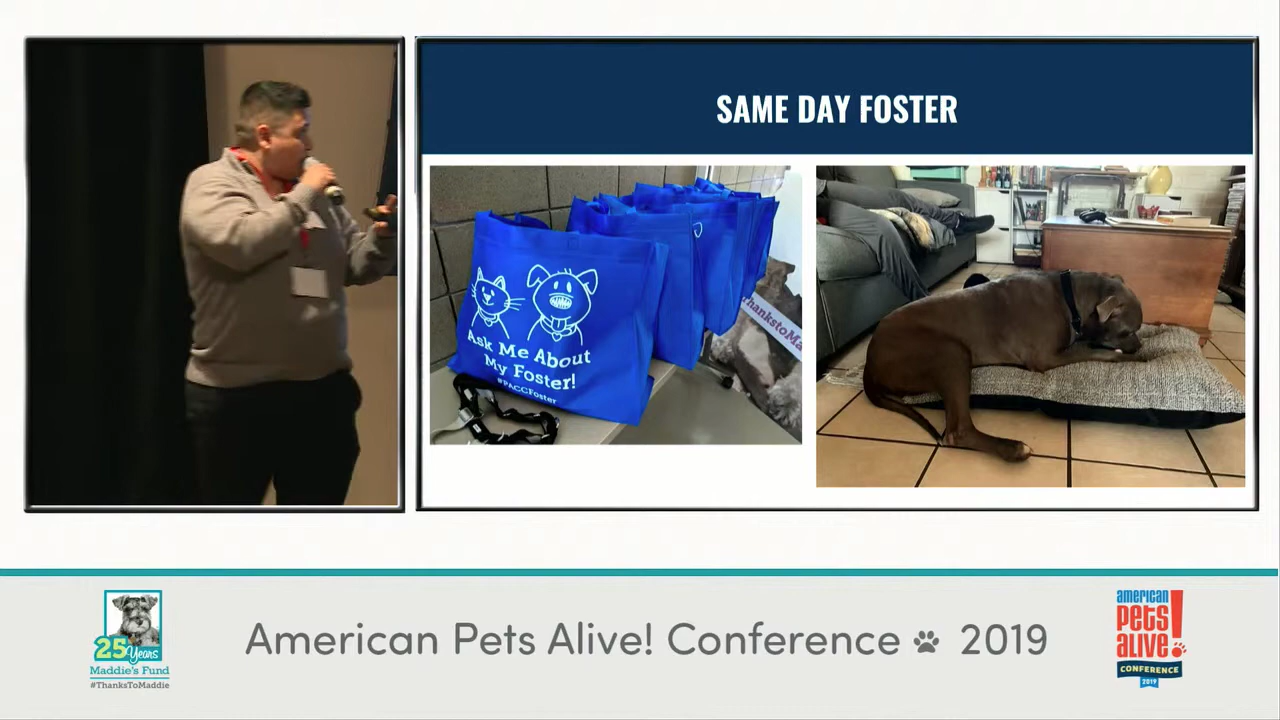 SAME DAY FOSTER
Ask Me About
My Foster!
#PACCFoster
#ThankstoMa
25 Years
Maddie's Fund
#ThanksToMaddie
American Pets Alive! Conference 2019
american
pets
alive!
CONFERENCE
2019